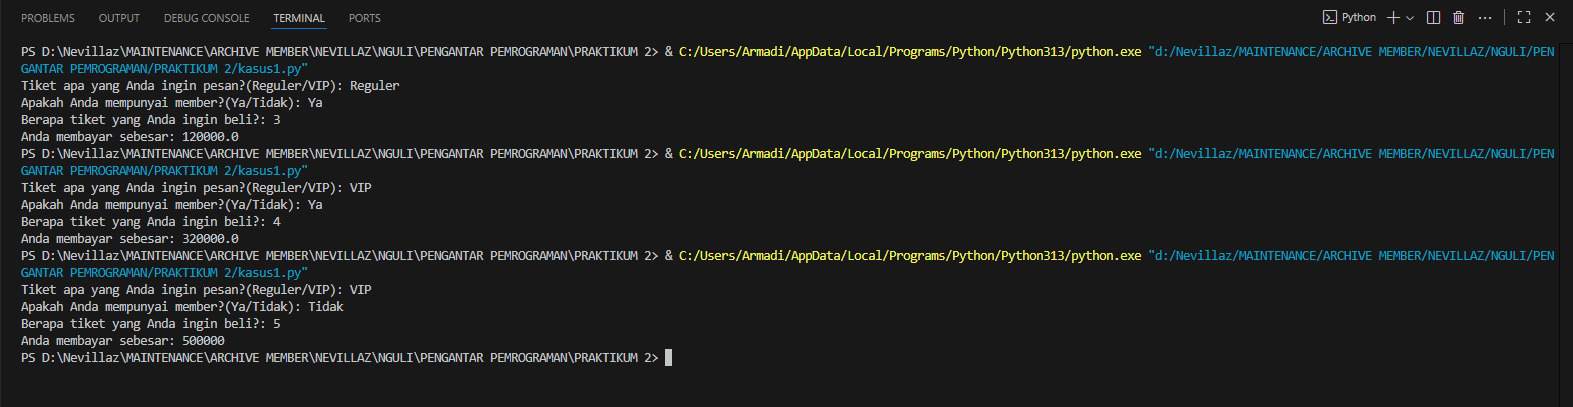 PROBLEMS OUTPUT DEBUG CONSOLE TERMINAL PORTS Python
PS D:\Nevillaz\MAINTENANCE\ARCHIVE MEMBER\NEVILLAZ\NGULI\PENGANTAR PEMROGRAMAN\PRAKTIKUM 2> & C:/Users/Armadi/AppData/Local/Programs/Python/Python313/python.exe "d:/Nevillaz/MAINTENANCE/ARCHIVE MEMBER/NEVILLAZ/NGULI/PEN
GANTAR PEMROGRAMAN/PRAKTIKUM 2/kasus1.py"
Tiket apa yang Anda ingin pesan?(Reguler/VIP): Reguler
Apakah Anda mempunyai member?(Ya/Tidak): Ya
Berapa tiket yang Anda ingin beli?: 3
Anda membayar sebesar: 120000.0
PS D:\Nevillaz\MAINTENANCE\ARCHIVE MEMBER\NEVILLAZ\NGULI\PENGANTAR PEMROGRAMAN\PRAKTIKUM 2> & C:/Users/Armadi/AppData/Local/Programs/Python/Python313/python.exe "d:/Nevillaz/MAINTENANCE/ARCHIVE MEMBER/NEVILLAZ/NGULI/PEN
GANTAR PEMROGRAMAN/PRAKTIKUM 2/kasus1.py"
Tiket apa yang Anda ingin pesan?(Reguler/VIP): VIP
Apakah Anda mempunyai member?(Ya/Tidak): Ya
Berapa tiket yang Anda ingin beli?: 4
Anda membayar sebesar: 320000.0
PS D:\Nevillaz\MAINTENANCE\ARCHIVE MEMBER\NEVILLAZ\NGULI\PENGANTAR PEMROGRAMAN\PRAKTIKUM 2> & C:/Users/Armadi/AppData/Local/Programs/Python/Python313/python.exe "d:/Nevillaz/MAINTENANCE/ARCHIVE MEMBER/NEVILLAZ/NGULI/PEN
GANTAR PEMROGRAMAN/PRAKTIKUM 2/kasus1.py"
Tiket apa yang Anda ingin pesan?(Reguler/VIP): VIP
Apakah Anda mempunyai member?(Ya/Tidak): Tidak
Berapa tiket yang Anda ingin beli?: 5
Anda membayar sebesar: 500000
PS D:\Nevillaz\MAINTENANCE\ARCHIVE MEMBER\NEVILLAZ\NGULI\PENGANTAR PEMROGRAMAN\PRAKTIKUM 2>